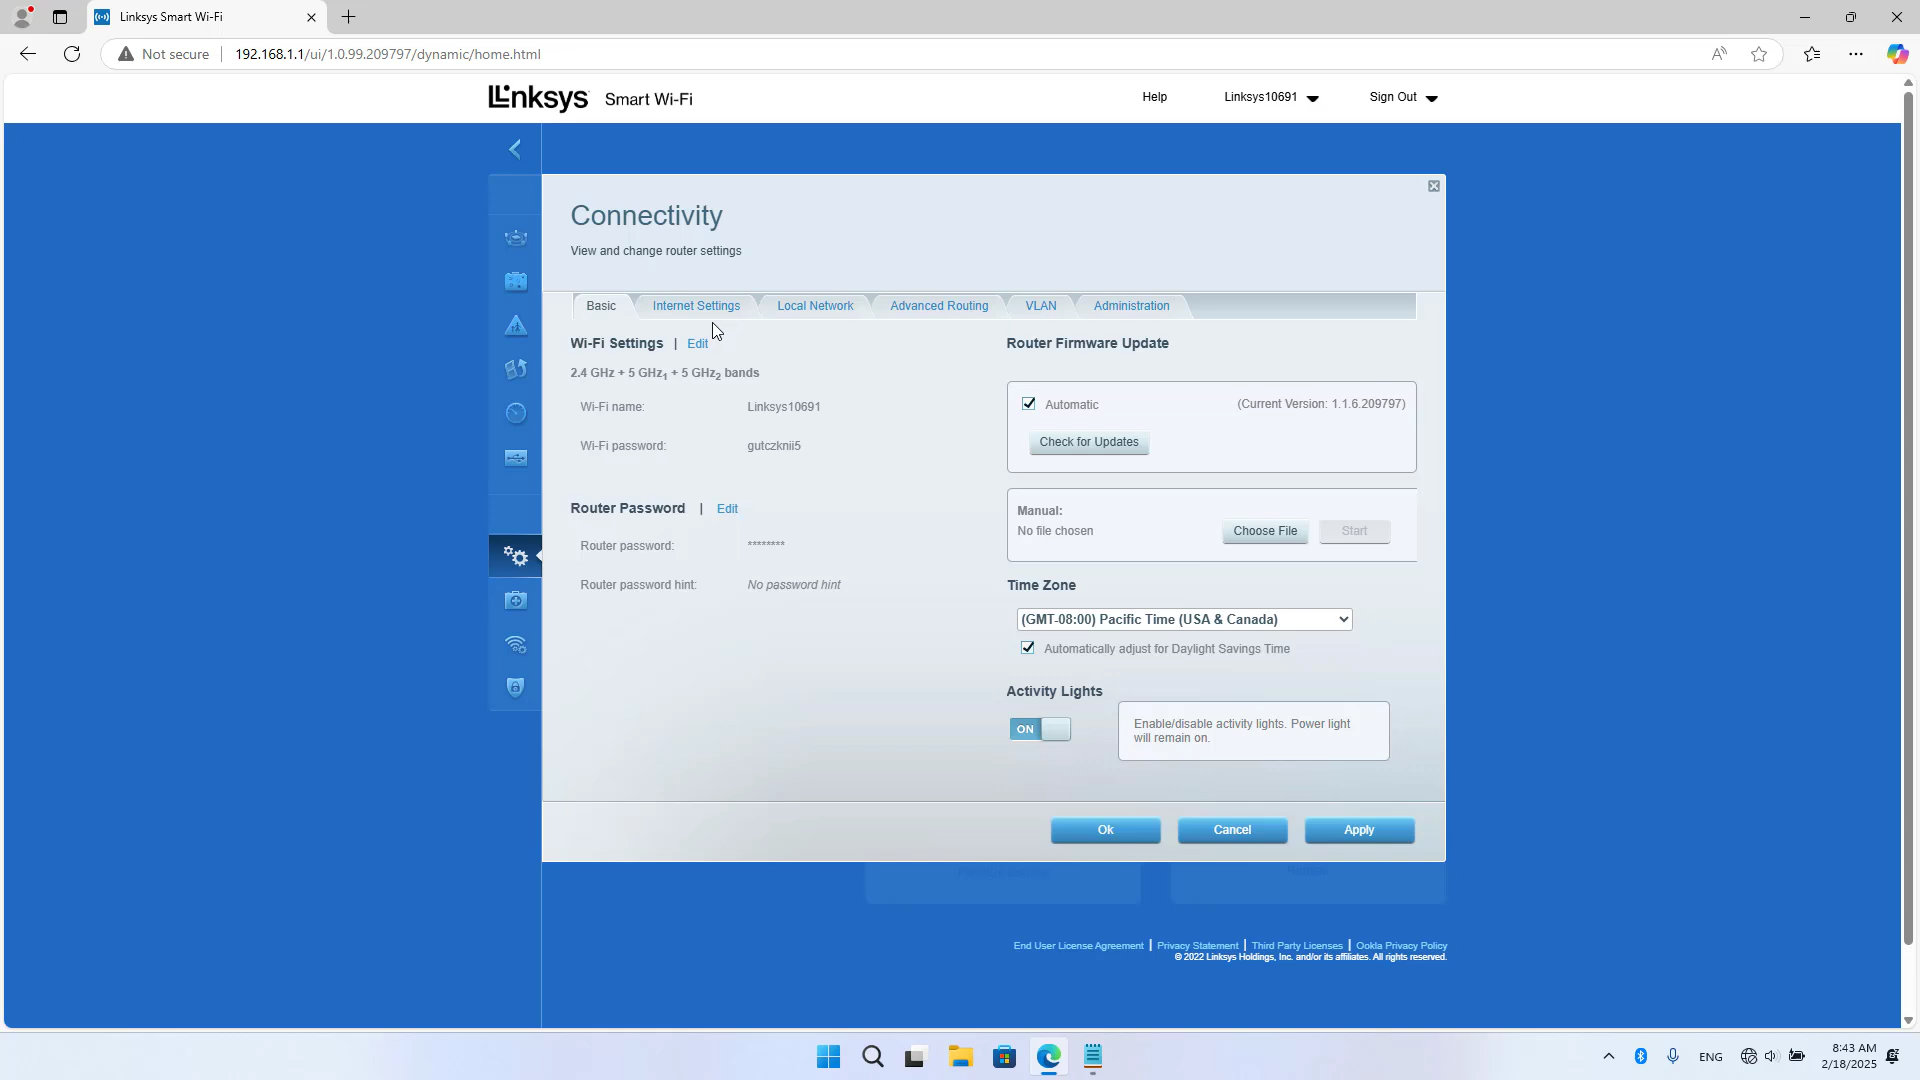 Linksys Smart Wi-Fi
Not secure
192.168.1.1/ui/1.0.99.209797/dynamic/home.html
Linksys Smart Wi-Fi
Help
Linksys10691
Sign Out
Connectivity
View and change router settings
Basic
Internet Settings
Local Network
Advanced Routing
VLAN
Administration
Wi-Fi Settings | Edit
2.4 GHz + 5 GHz1 + 5 GHz2 bands
Wi-Fi name: Linksys10691
Wi-Fi password: gutczknii5
Router Password | Edit
Router password: ********
Router password hint: No password hint
Router Firmware Update
Automatic (Current Version: 1.1.6.209797)
Check for Updates
Manual:
No file chosen
Choose File
Start
Time Zone
(GMT-08:00) Pacific Time (USA & Canada)
Automatically adjust for Daylight Savings Time
Activity Lights
ON
Enable/disable activity lights. Power light
will remain on.
Ok
Cancel
Apply
End User License Agreement | Privacy Statement | Third Party Licenses | Ookla Privacy Policy
© 2022 Linksys Holdings, Inc. and/or its affiliates. All rights reserved.
ENG
8:43 AM
2/18/2025